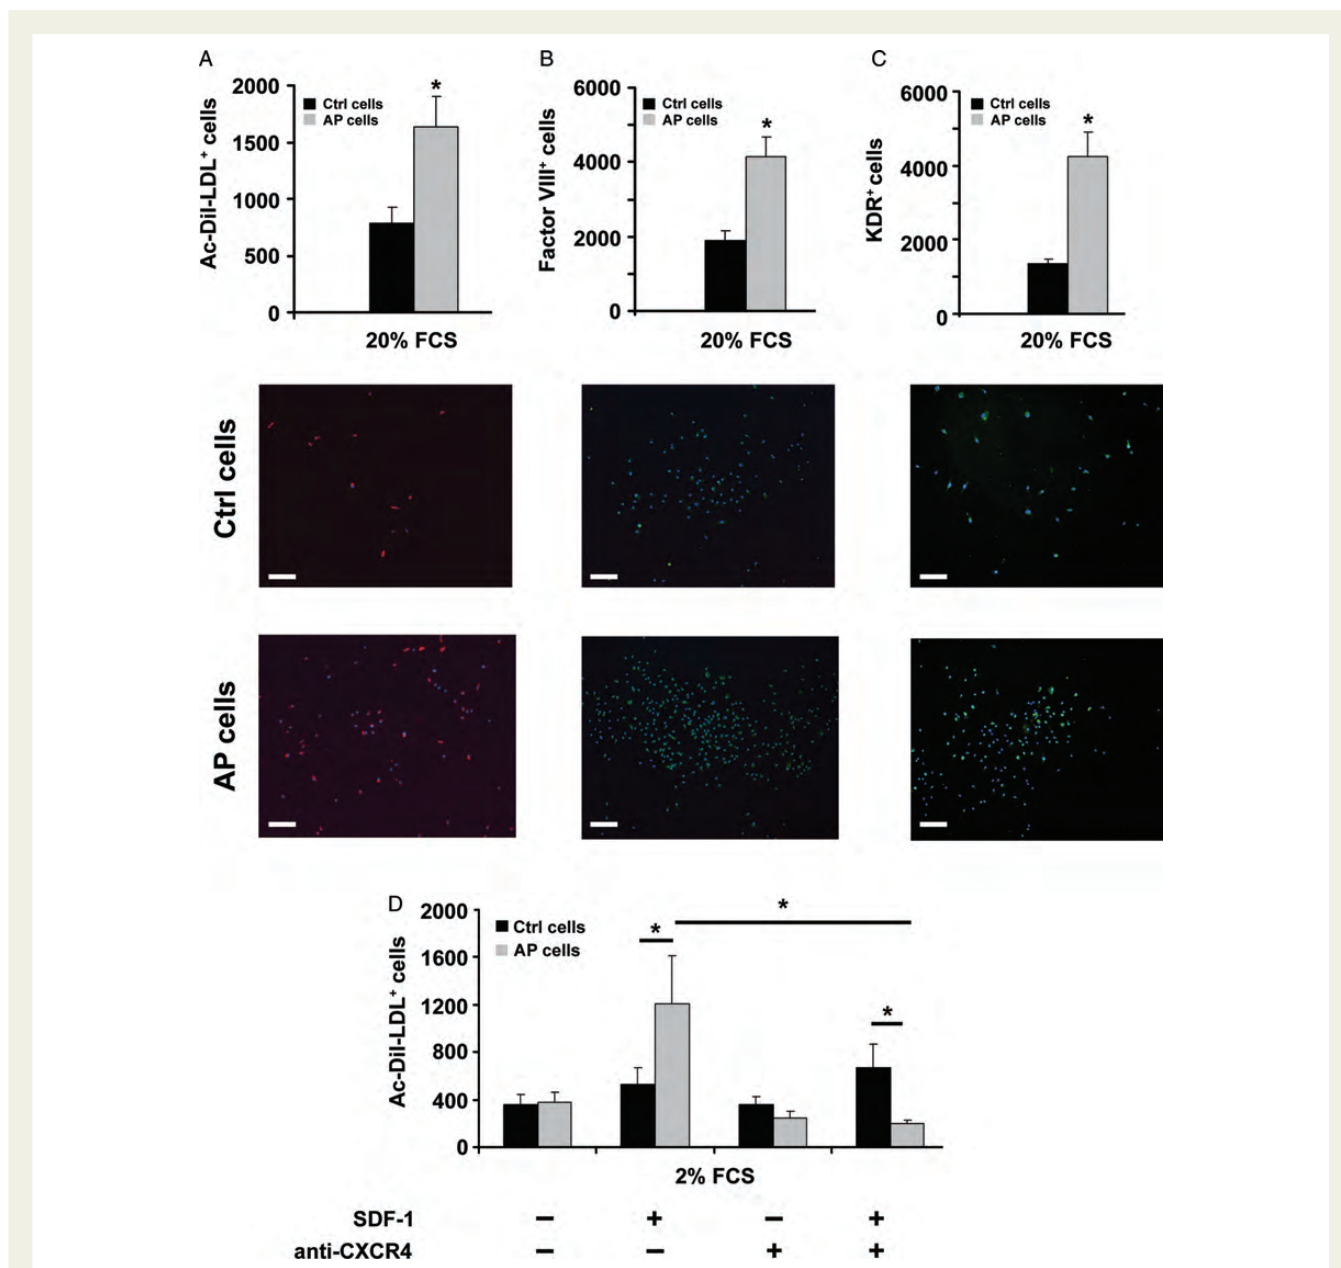 A
2000
1500
1000
500
0
Ac-DiI-LDL+ cells
*
Ctrl cells
AP cells
20% FCS
B
6000
4000
2000
0
Factor VIII+ cells
*
Ctrl cells
AP cells
20% FCS
C
6000
4000
2000
0
KDR+ cells
*
Ctrl cells
AP cells
20% FCS
Ctrl cells
AP cells
D
2000
1600
1200
800
400
0
Ac-DiI-LDL+ cells
Ctrl cells
AP cells
*
*
*
2% FCS
SDF-1 − + − +
anti-CXCR4 − − + +